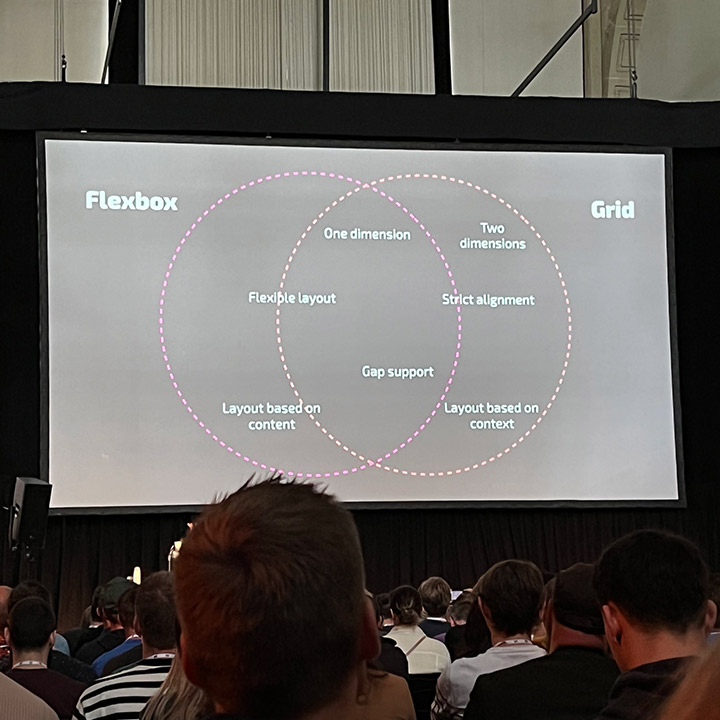 Flexbox
Grid
One dimension
Two
dimensions
Flexible layout
Strict alignment
Gap support
Layout based on
content
Layout based on
context